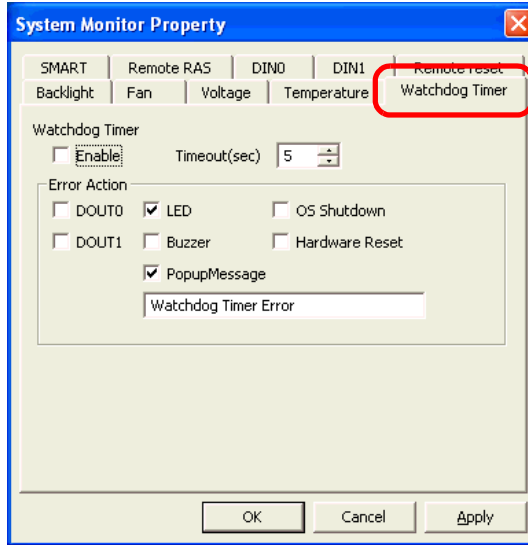 System Monitor Property
SMART Remote RAS DIN0 DIN1 Remote reset
Backlight Fan Voltage Temperature Watchdog Timer
Watchdog Timer
Enable Timeout(sec) 5
Error Action
DOUT0 LED OS Shutdown
DOUT1 Buzzer Hardware Reset
PopupMessage
Watchdog Timer Error
OK Cancel Apply